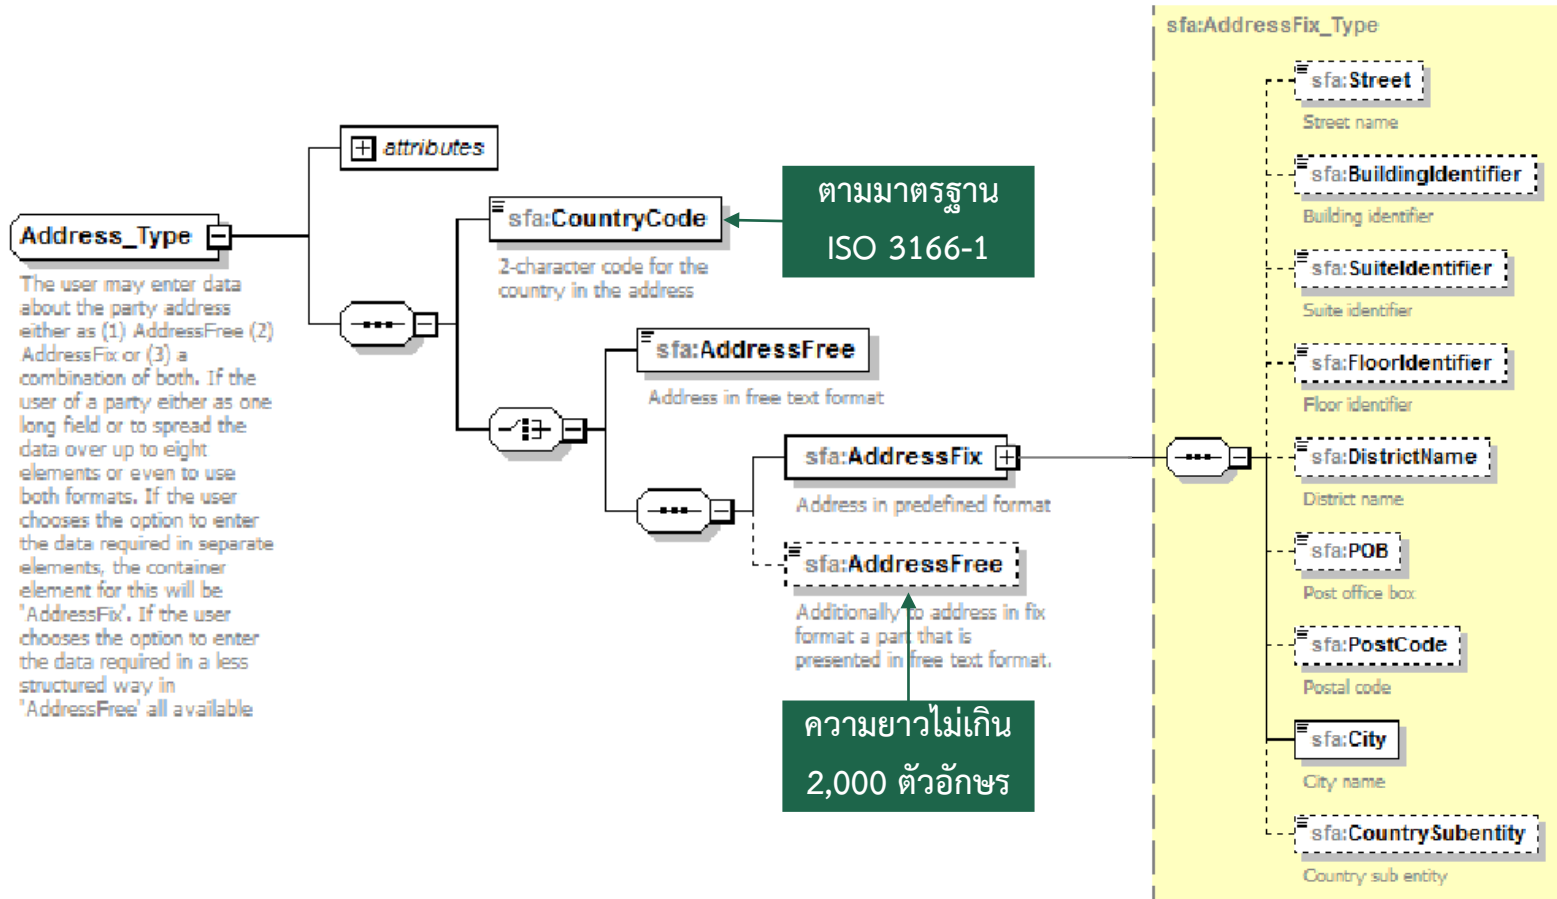 sfa:AddressFix_Type
sfa:Street
Street name
attributes
sfa:BuildingIdentifier
Building identifier
ตามมาตรฐาน
ISO 3166-1
sfa:CountryCode
2-character code for the
country in the address
Address_Type
The user may enter data
about the party address
either as (1) AddressFree (2)
AddressFix or (3) a
combination of both. If the
user of a party either as one
long field or to spread the
data over up to eight
elements or even to use
both formats. If the user
chooses the option to enter
the data required in separate
elements, the container
element for this will be
'AddressFix'. If the user
chooses the option to enter
the data required in a less
structured way in
'AddressFree' all available
sfa:SuiteIdentifier
Suite identifier
sfa:AddressFree
Address in free text format
sfa:FloorIdentifier
Floor identifier
sfa:AddressFix
Address in predefined format
sfa:DistrictName
District name
sfa:AddressFree
Additionally to address in fix
format a part that is
presented in free text format.
sfa:POB
Post office box
sfa:PostCode
Postal code
ความยาวไม่เกิน
2,000 ตัวอักษร
sfa:City
City name
sfa:CountrySubentity
Country sub entity